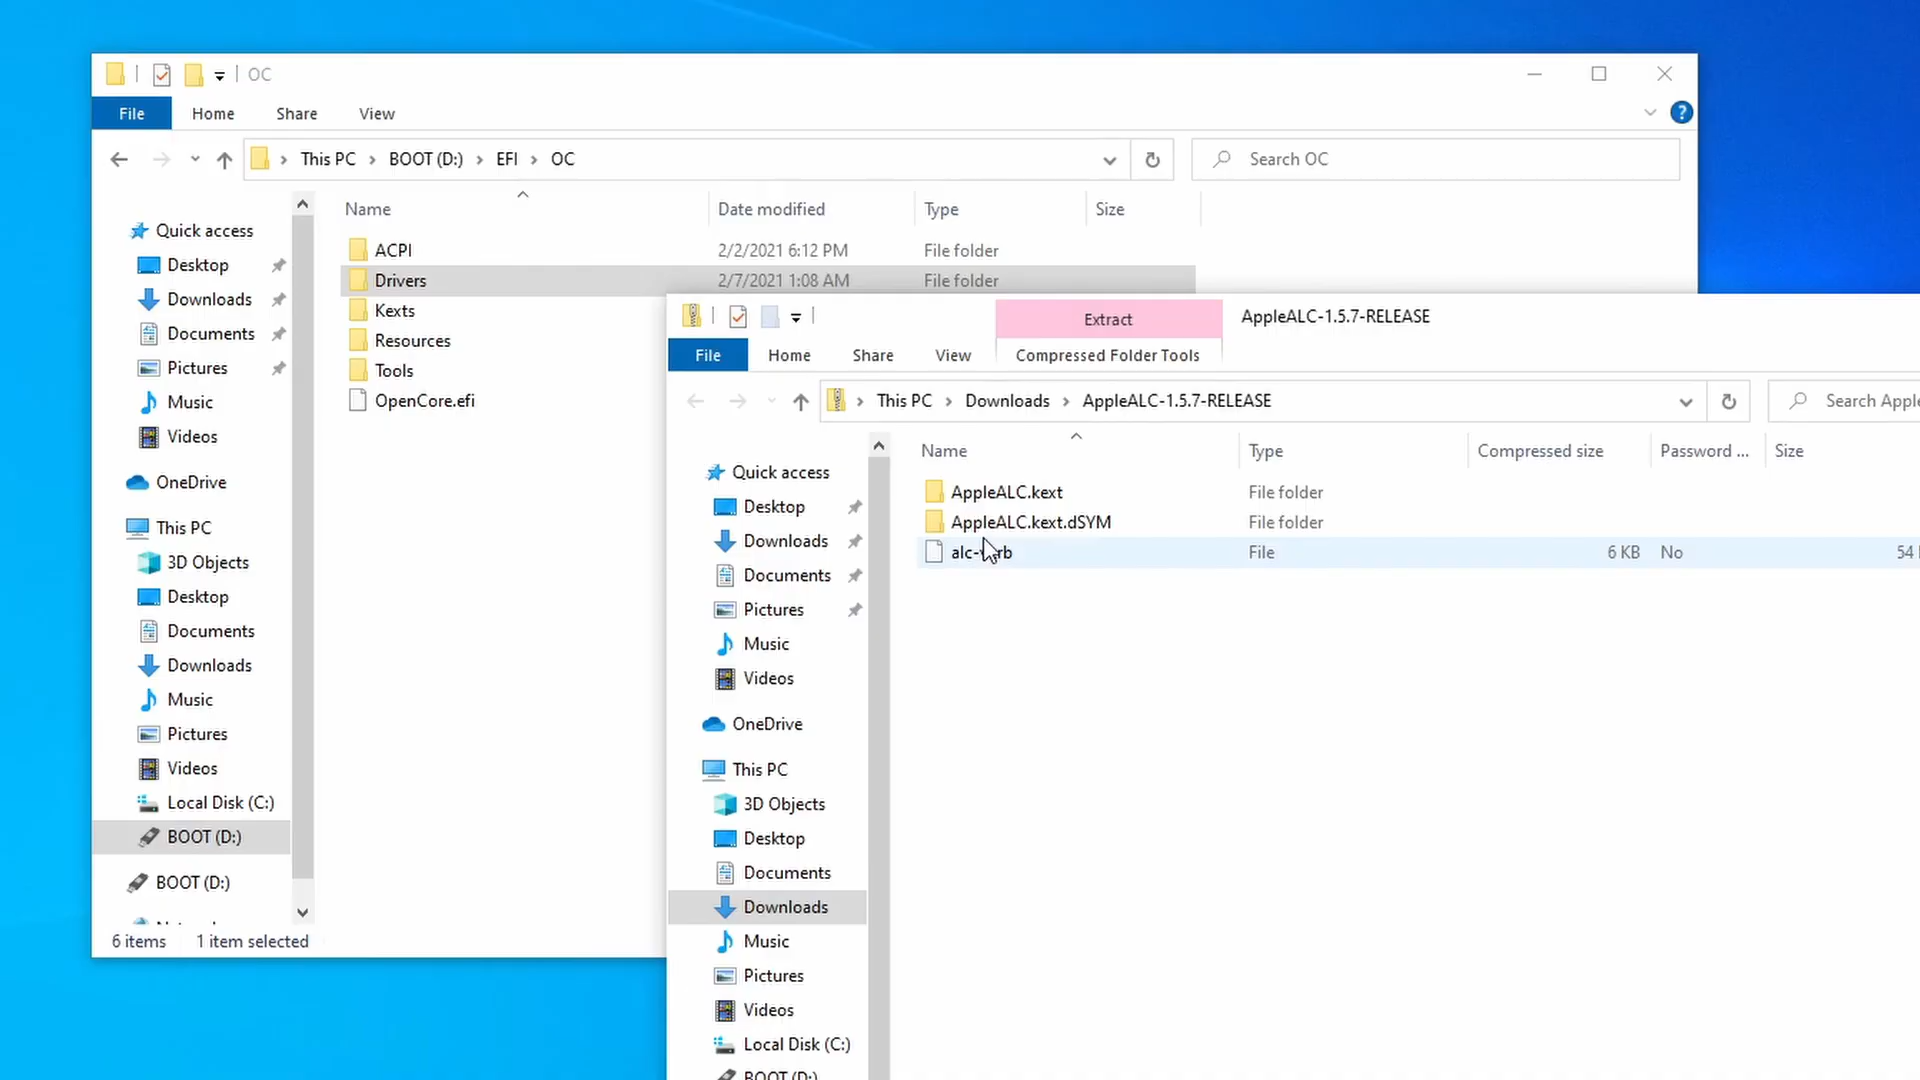 OC
File Home Share View
This PC BOOT (D:) EFI OC
Search OC
Name Date modified Type Size
Quick access
Desktop
Downloads
Documents
Pictures
Music
Videos
OneDrive
This PC
3D Objects
Desktop
Documents
Downloads
Music
Pictures
Videos
Local Disk (C:)
BOOT (D:)
BOOT (D:)
ACPI 2/2/2021 6:12 PM File folder
Drivers 2/7/2021 1:08 AM File folder
Kexts
Resources
Tools
OpenCore.efi
6 items 1 item selected
Extract AppleALC-1.5.7-RELEASE
File Home Share View Compressed Folder Tools
This PC Downloads AppleALC-1.5.7-RELEASE
Search Apple
Name Type Compressed size Password ... Size
Quick access
Desktop
Downloads
Documents
Pictures
Music
Videos
OneDrive
This PC
3D Objects
Desktop
Documents
Downloads
Music
Pictures
Videos
Local Disk (C:)
BOOT (D:)
AppleALC.kext File folder
AppleALC.kext.dSYM File folder
File 6 KB No 54